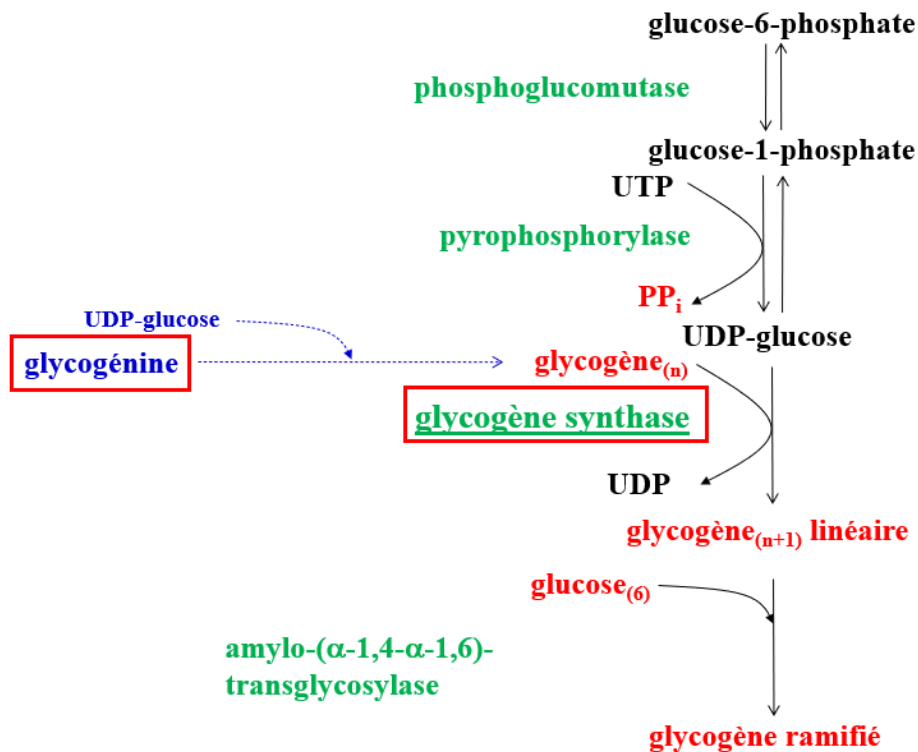 glucose-6-phosphate
phosphoglucomutase
glucose-1-phosphate
UTP
pyrophosphorylase
PPi
UDP-glucose
UDP-glucose
glycogénine
glycogène(n)
glycogène synthase
UDP
glycogène(n+1) linéaire
glucose(6)
amylo-(α-1,4-α-1,6)-
transglycosylase
glycogène ramifié